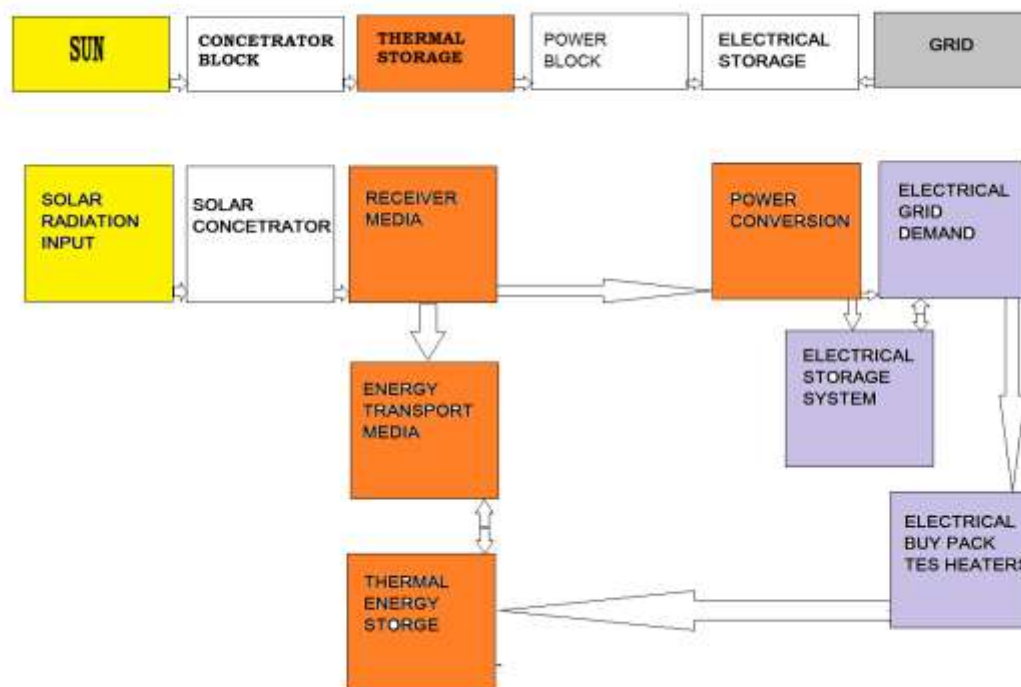 SUN
CONCETRATOR
BLOCK
THERMAL
STORAGE
POWER
BLOCK
ELECTRICAL
STORAGE
GRID
SOLAR
RADIATION
INPUT
SOLAR
CONCETRATOR
RECEIVER
MEDIA
POWER
CONVERSION
ELECTRICAL
GRID
DEMAND
ELECTRICAL
STORAGE
SYSTEM
ENERGY
TRANSPORT
MEDIA
ELECTRICAL
BUY PACK
TES HEATERS
THERMAL
ENERGY
STORGE